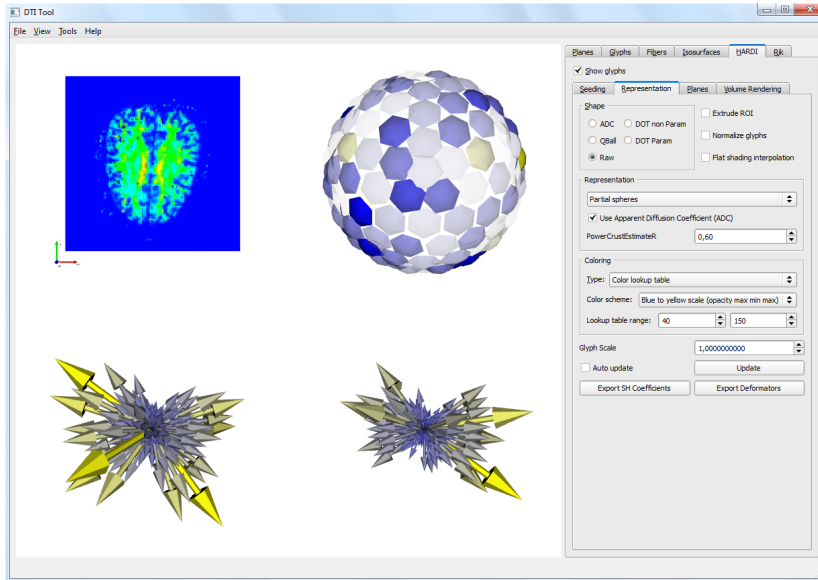 DTI Tool
File View Tools Help
Planes Glyphs Fibers Isosurfaces HARDI Rjk
Show glyphs
Seeding Representation Planes Volume Rendering
Shape
ADC DOT non Param
QBall DOT Param
Raw
Extrude ROI
Normalize glyphs
Flat shading interpolation
Representation
Partial spheres
Use Apparent Diffusion Coefficient (ADC)
PowerCrustEstimateR 0,60
Coloring
Type: Color lookup table
Color scheme: Blue to yellow scale (opacity max min max)
Lookup table range: 40 150
Glyph Scale 1,0000000000
Auto update Update
Export SH Coefficients Export Deformators